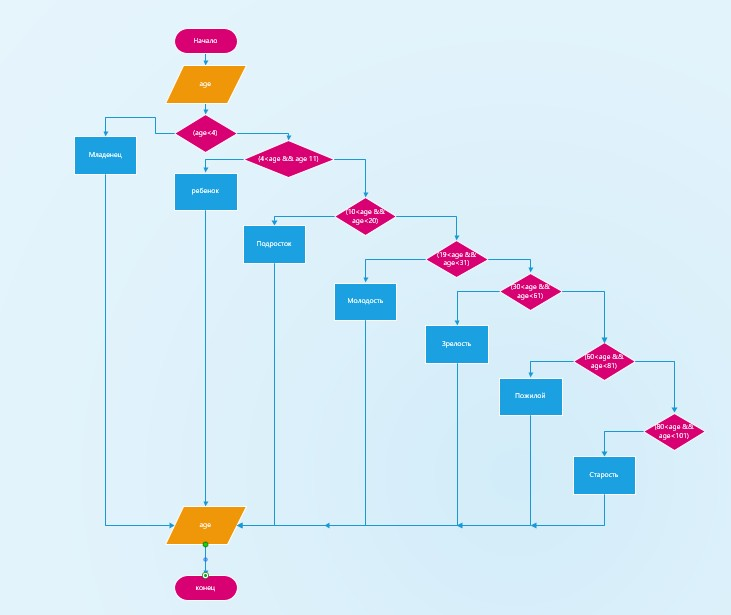 Начало
age
(age<4)
Младенец
(4<age && age 11)
ребенок
(10<age &&
age<20)
Подросток
(19<age &&
age<31)
Молодость
(30<age &&
age<61)
Зрелость
(60<age &&
age<81)
Пожилой
(80<age &&
age<101)
Старость
age
конец